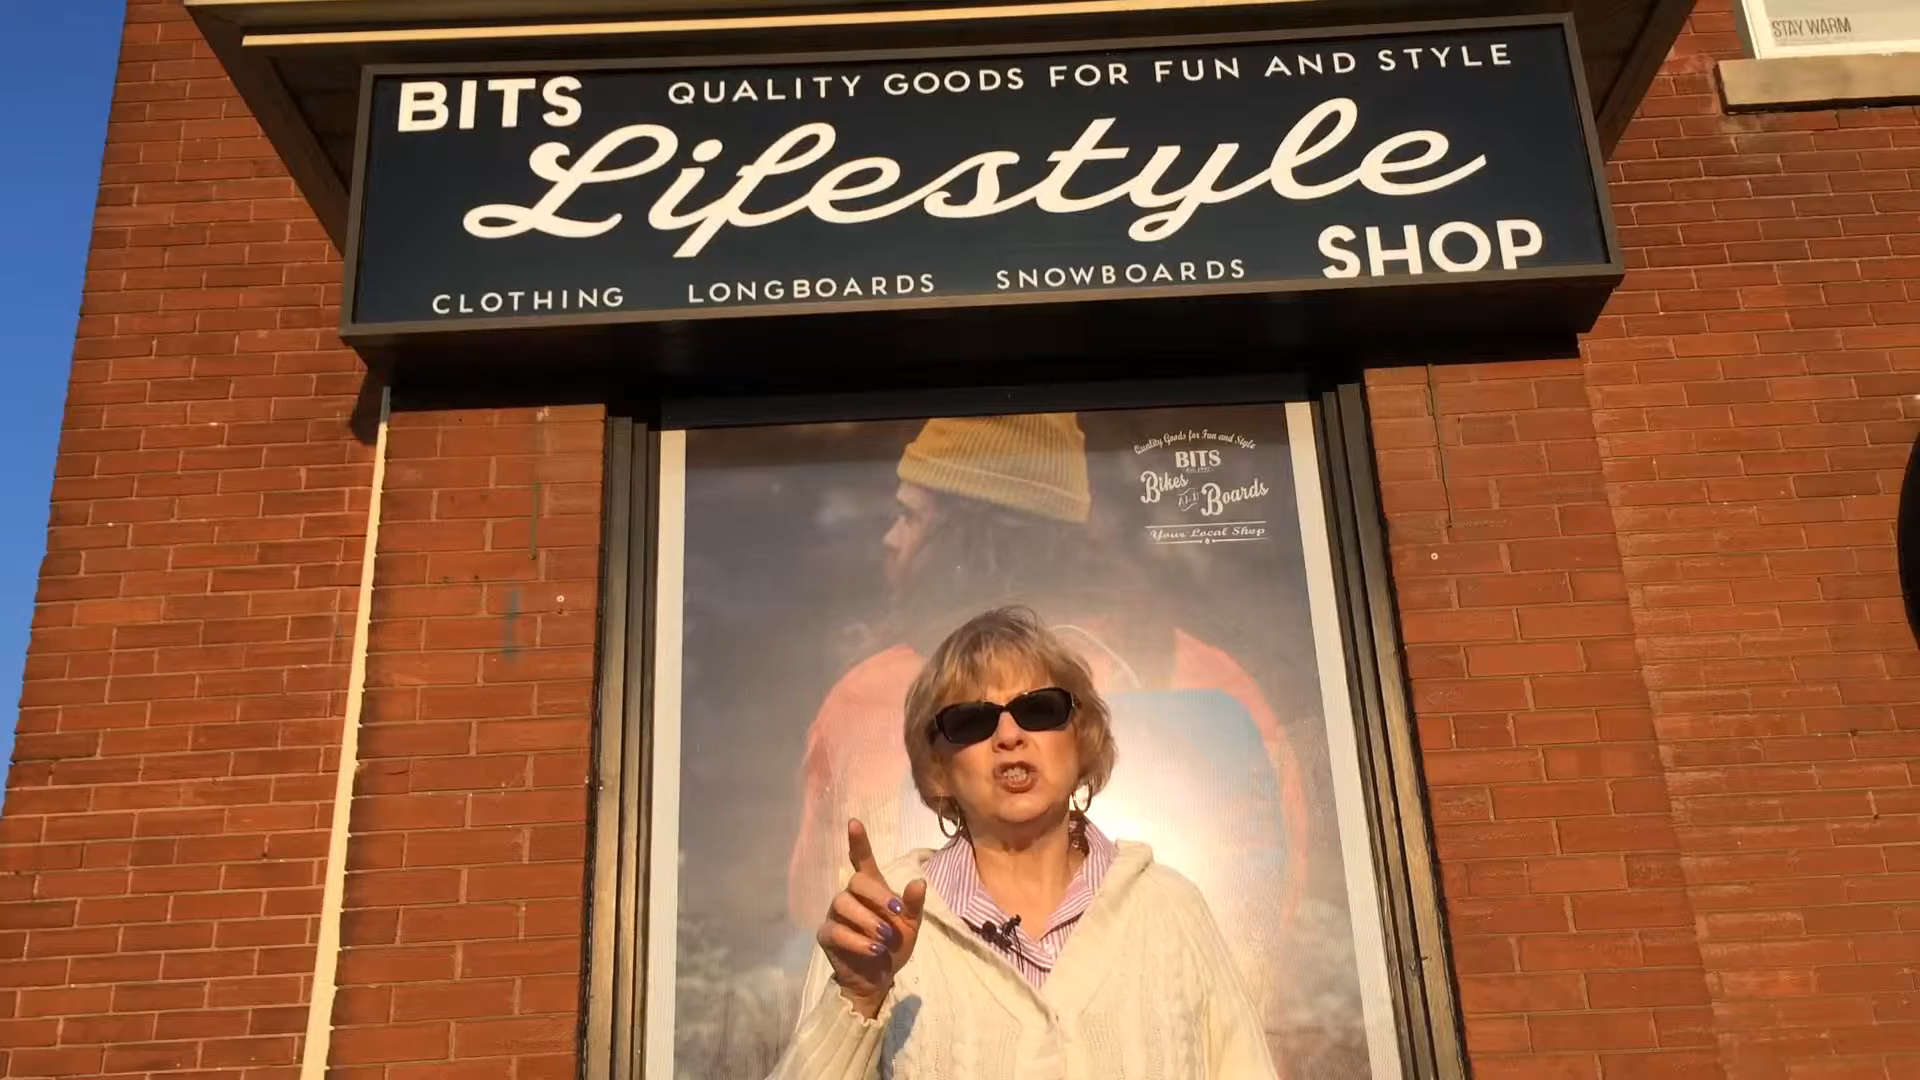 STAY WARM
BITS QUALITY GOODS FOR FUN AND STYLE
Lifestyle
SHOP
CLOTHING LONGBOARDS SNOWBOARDS
Quality Goods for Fun and Style
BITS
Bikes AND Boards
Your Local Shop